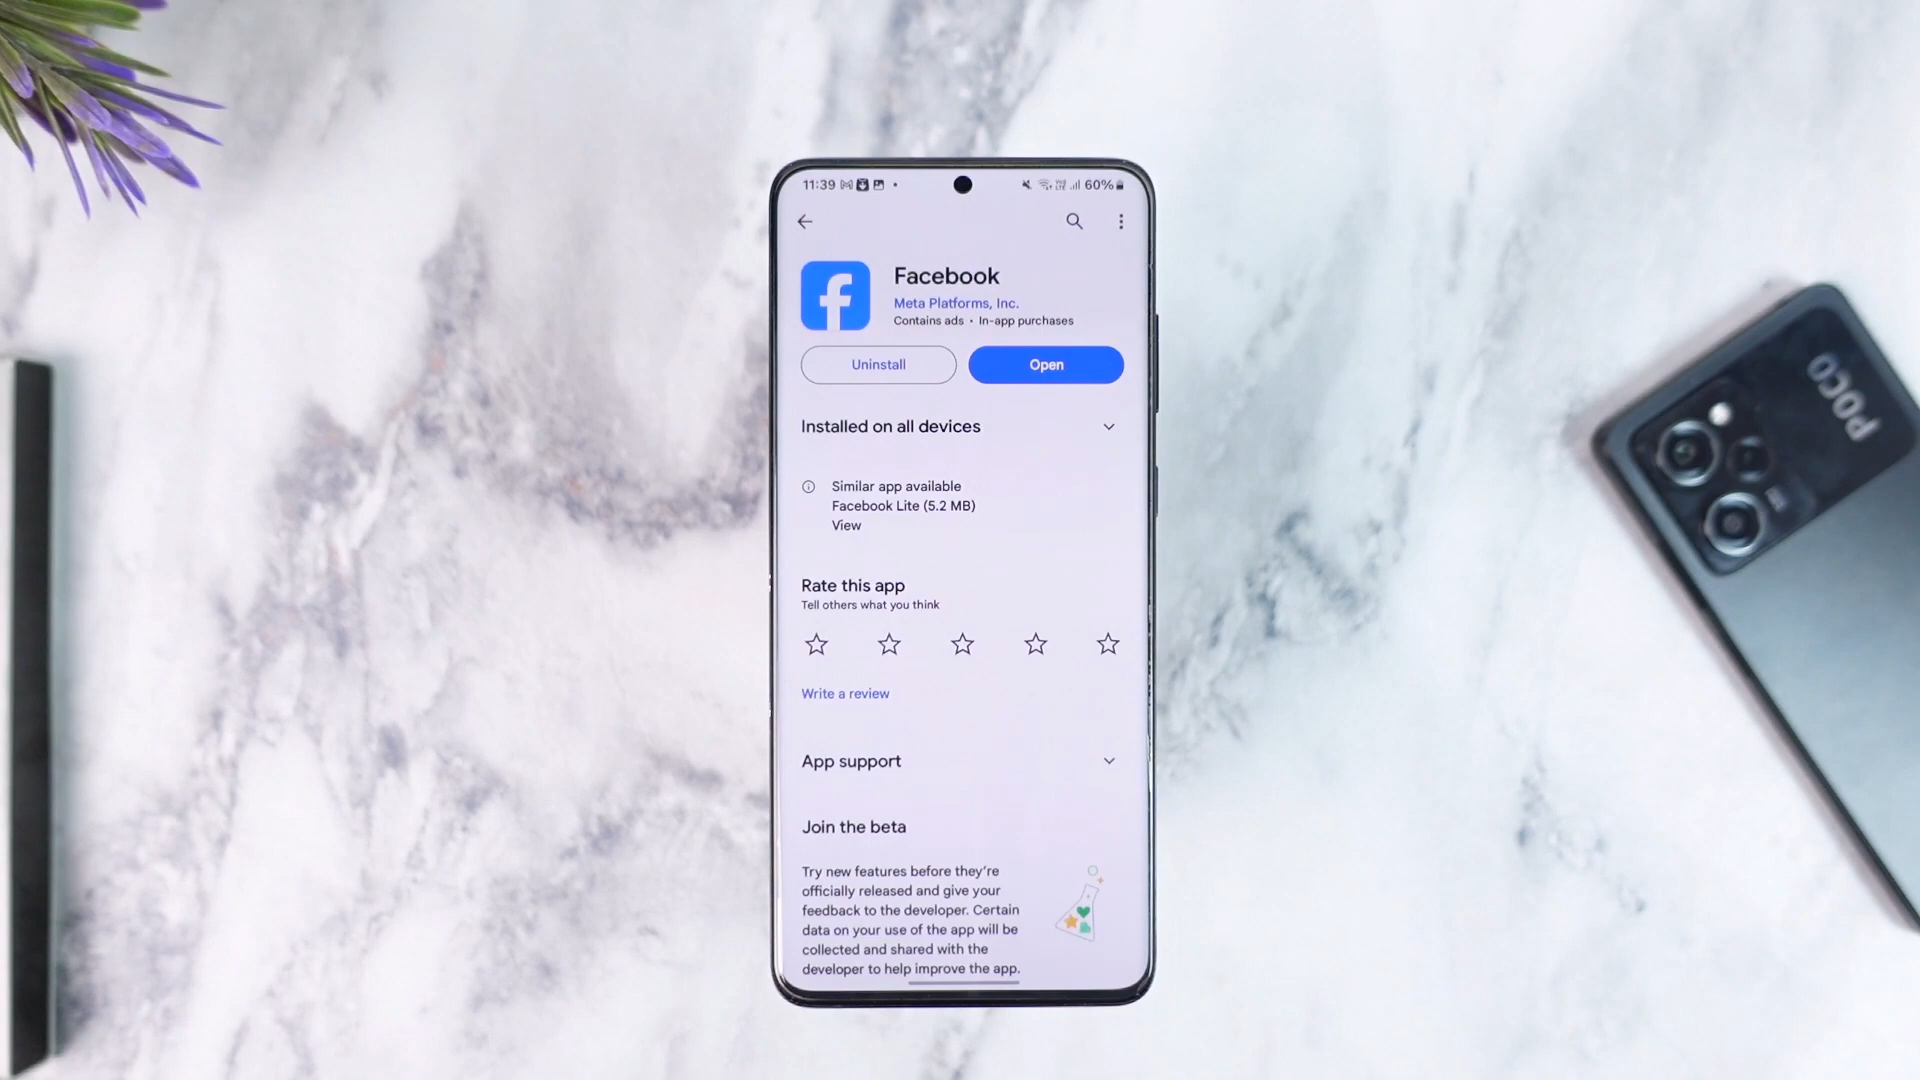 11:39
60%
Facebook
Meta Platforms, Inc.
Contains ads • In-app purchases
Uninstall
Open
Installed on all devices
Similar app available
Facebook Lite (5.2 MB)
View
Rate this app
Tell others what you think
Write a review
App support
Join the beta
Try new features before they're
officially released and give your
feedback to the developer. Certain
data on your use of the app will be
collected and shared with the
developer to help improve the app.
POCO